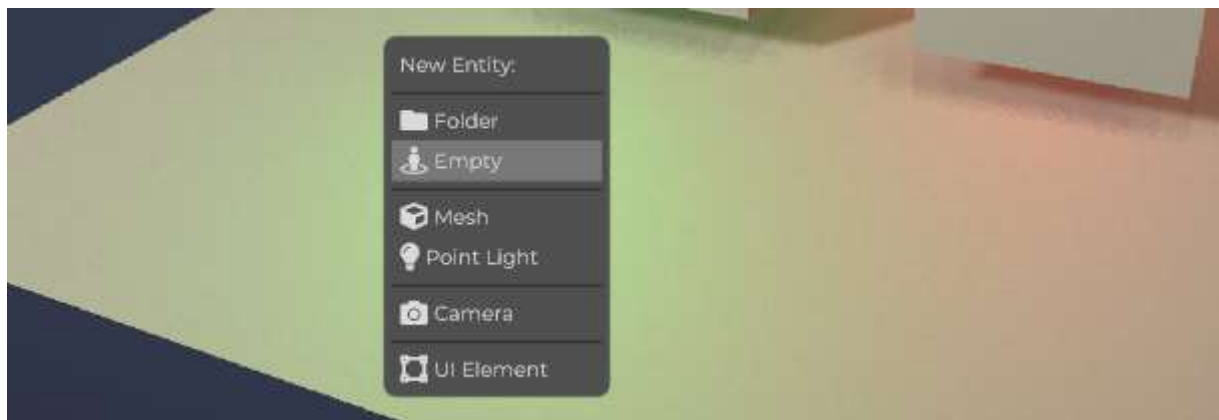 New Entity:
Folder
Empty
Mesh
Point Light
Camera
UI Element